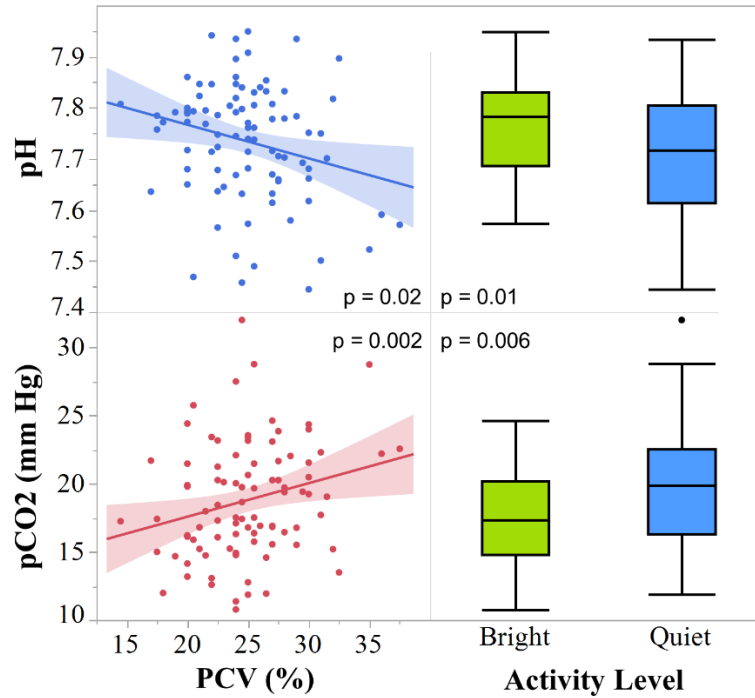 pH
7.9
7.8
7.7
7.6
7.5
7.4
p = 0.02
p = 0.01
pCO2 (mm Hg)
30
25
20
15
10
p = 0.002
p = 0.006
15 20 25 30 35
PCV (%)
Bright Quiet
Activity Level